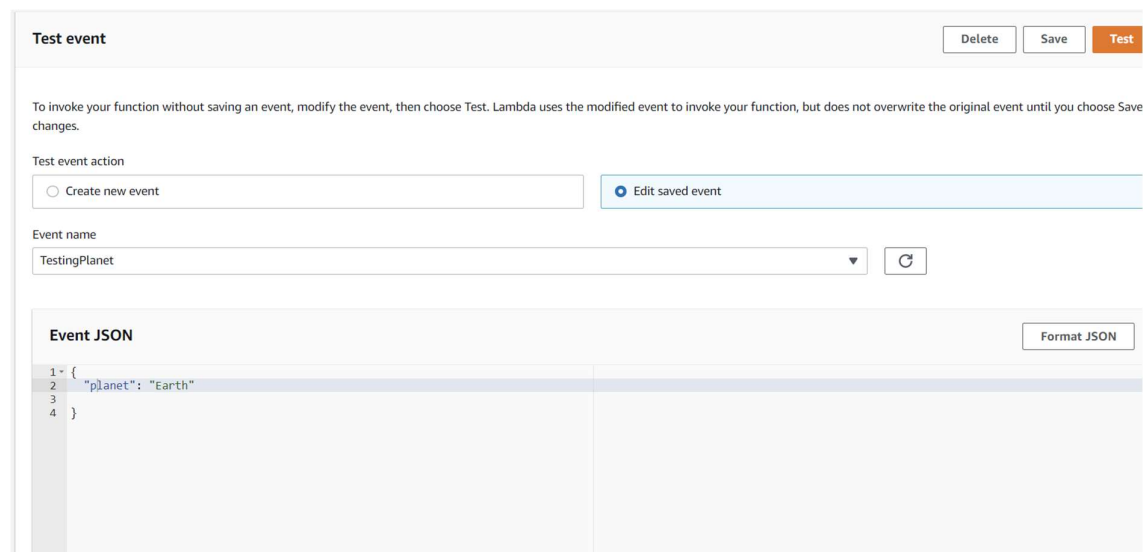 Test event
Delete
Save
Test
To invoke your function without saving an event, modify the event, then choose Test. Lambda uses the modified event to invoke your function, but does not overwrite the original event until you choose Save
changes.
Test event action
Create new event
Edit saved event
Event name
TestingPlanet
Event JSON
Format JSON
1 {
2 "planet": "Earth"
3
4 }